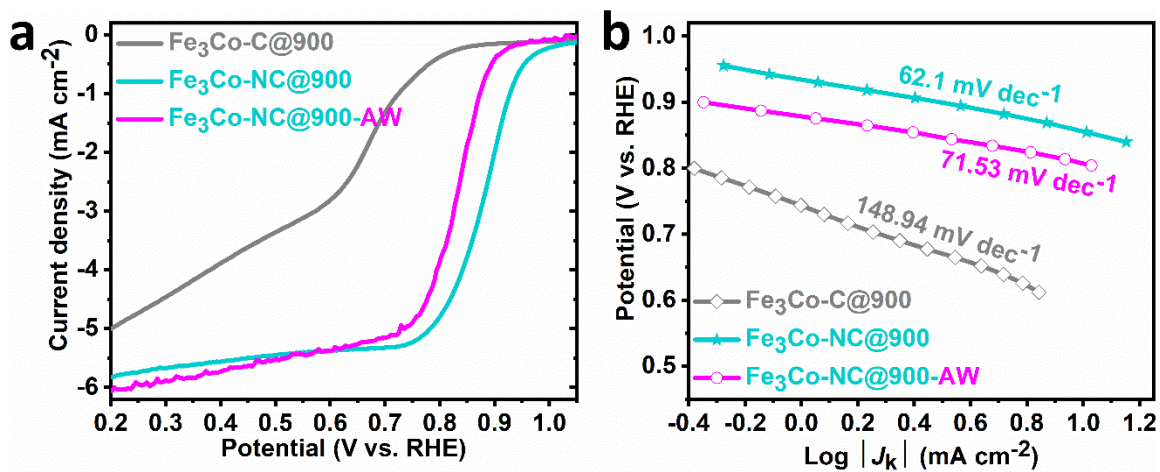 a
Fe₃Co-C@900
Fe₃Co-NC@900
Fe₃Co-NC@900-AW
Current density (mA cm⁻²)
0
-1
-2
-3
-4
-5
-6
0.2 0.3 0.4 0.5 0.6 0.7 0.8 0.9 1.0
Potential (V vs. RHE)
b
62.1 mV dec⁻¹
71.53 mV dec⁻¹
148.94 mV dec⁻¹
Fe₃Co-C@900
Fe₃Co-NC@900
Fe₃Co-NC@900-AW
Potential (V vs. RHE)
1.0
0.9
0.8
0.7
0.6
0.5
-0.4 -0.2 0.0 0.2 0.4 0.6 0.8 1.0 1.2
Log |Jₖ| (mA cm⁻²)